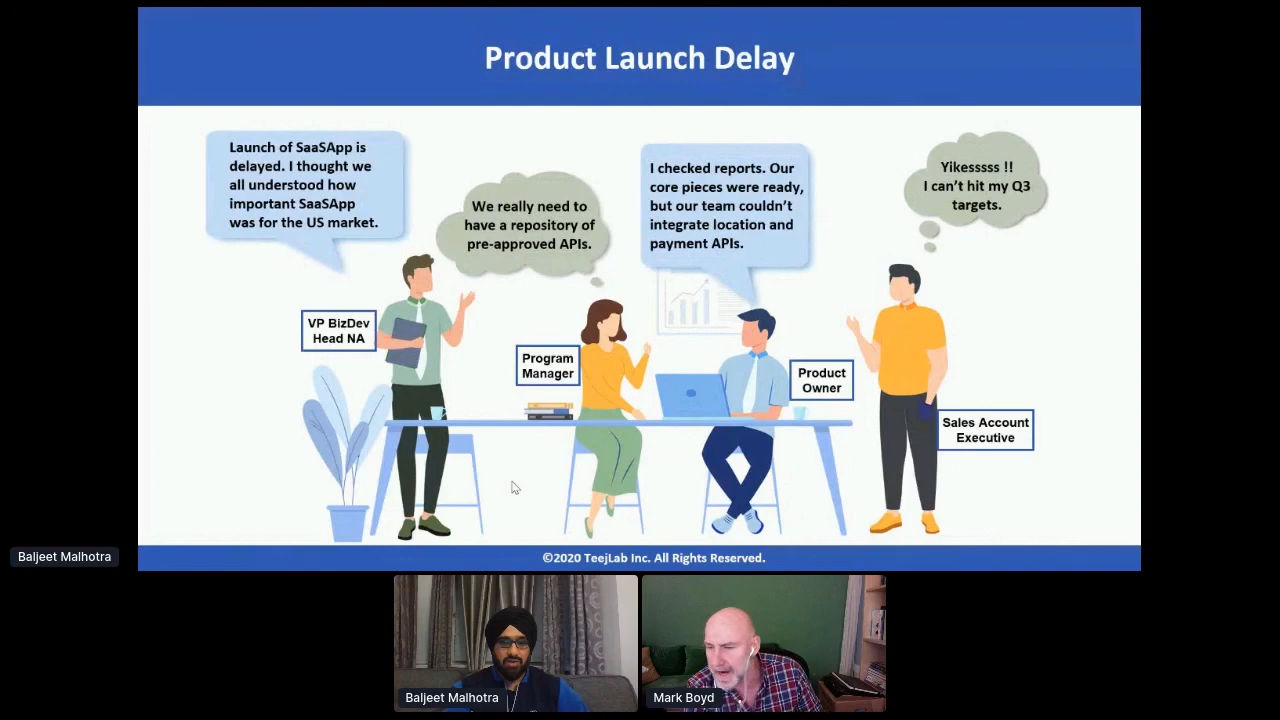 Product Launch Delay
Launch of SaaSApp is
delayed. I thought we
all understood how
important SaaSApp
was for the US market.
We really need to
have a repository of
pre-approved APIs.
I checked reports. Our
core pieces were ready,
but our team couldn't
integrate location and
payment APIs.
Yikesssss !!
I can't hit my Q3
targets.
VP BizDev
Head NA
Program
Manager
Product
Owner
Sales Account
Executive
©2020 TeejLab Inc. All Rights Reserved.
Baljeet Malhotra
Baljeet Malhotra
Mark Boyd